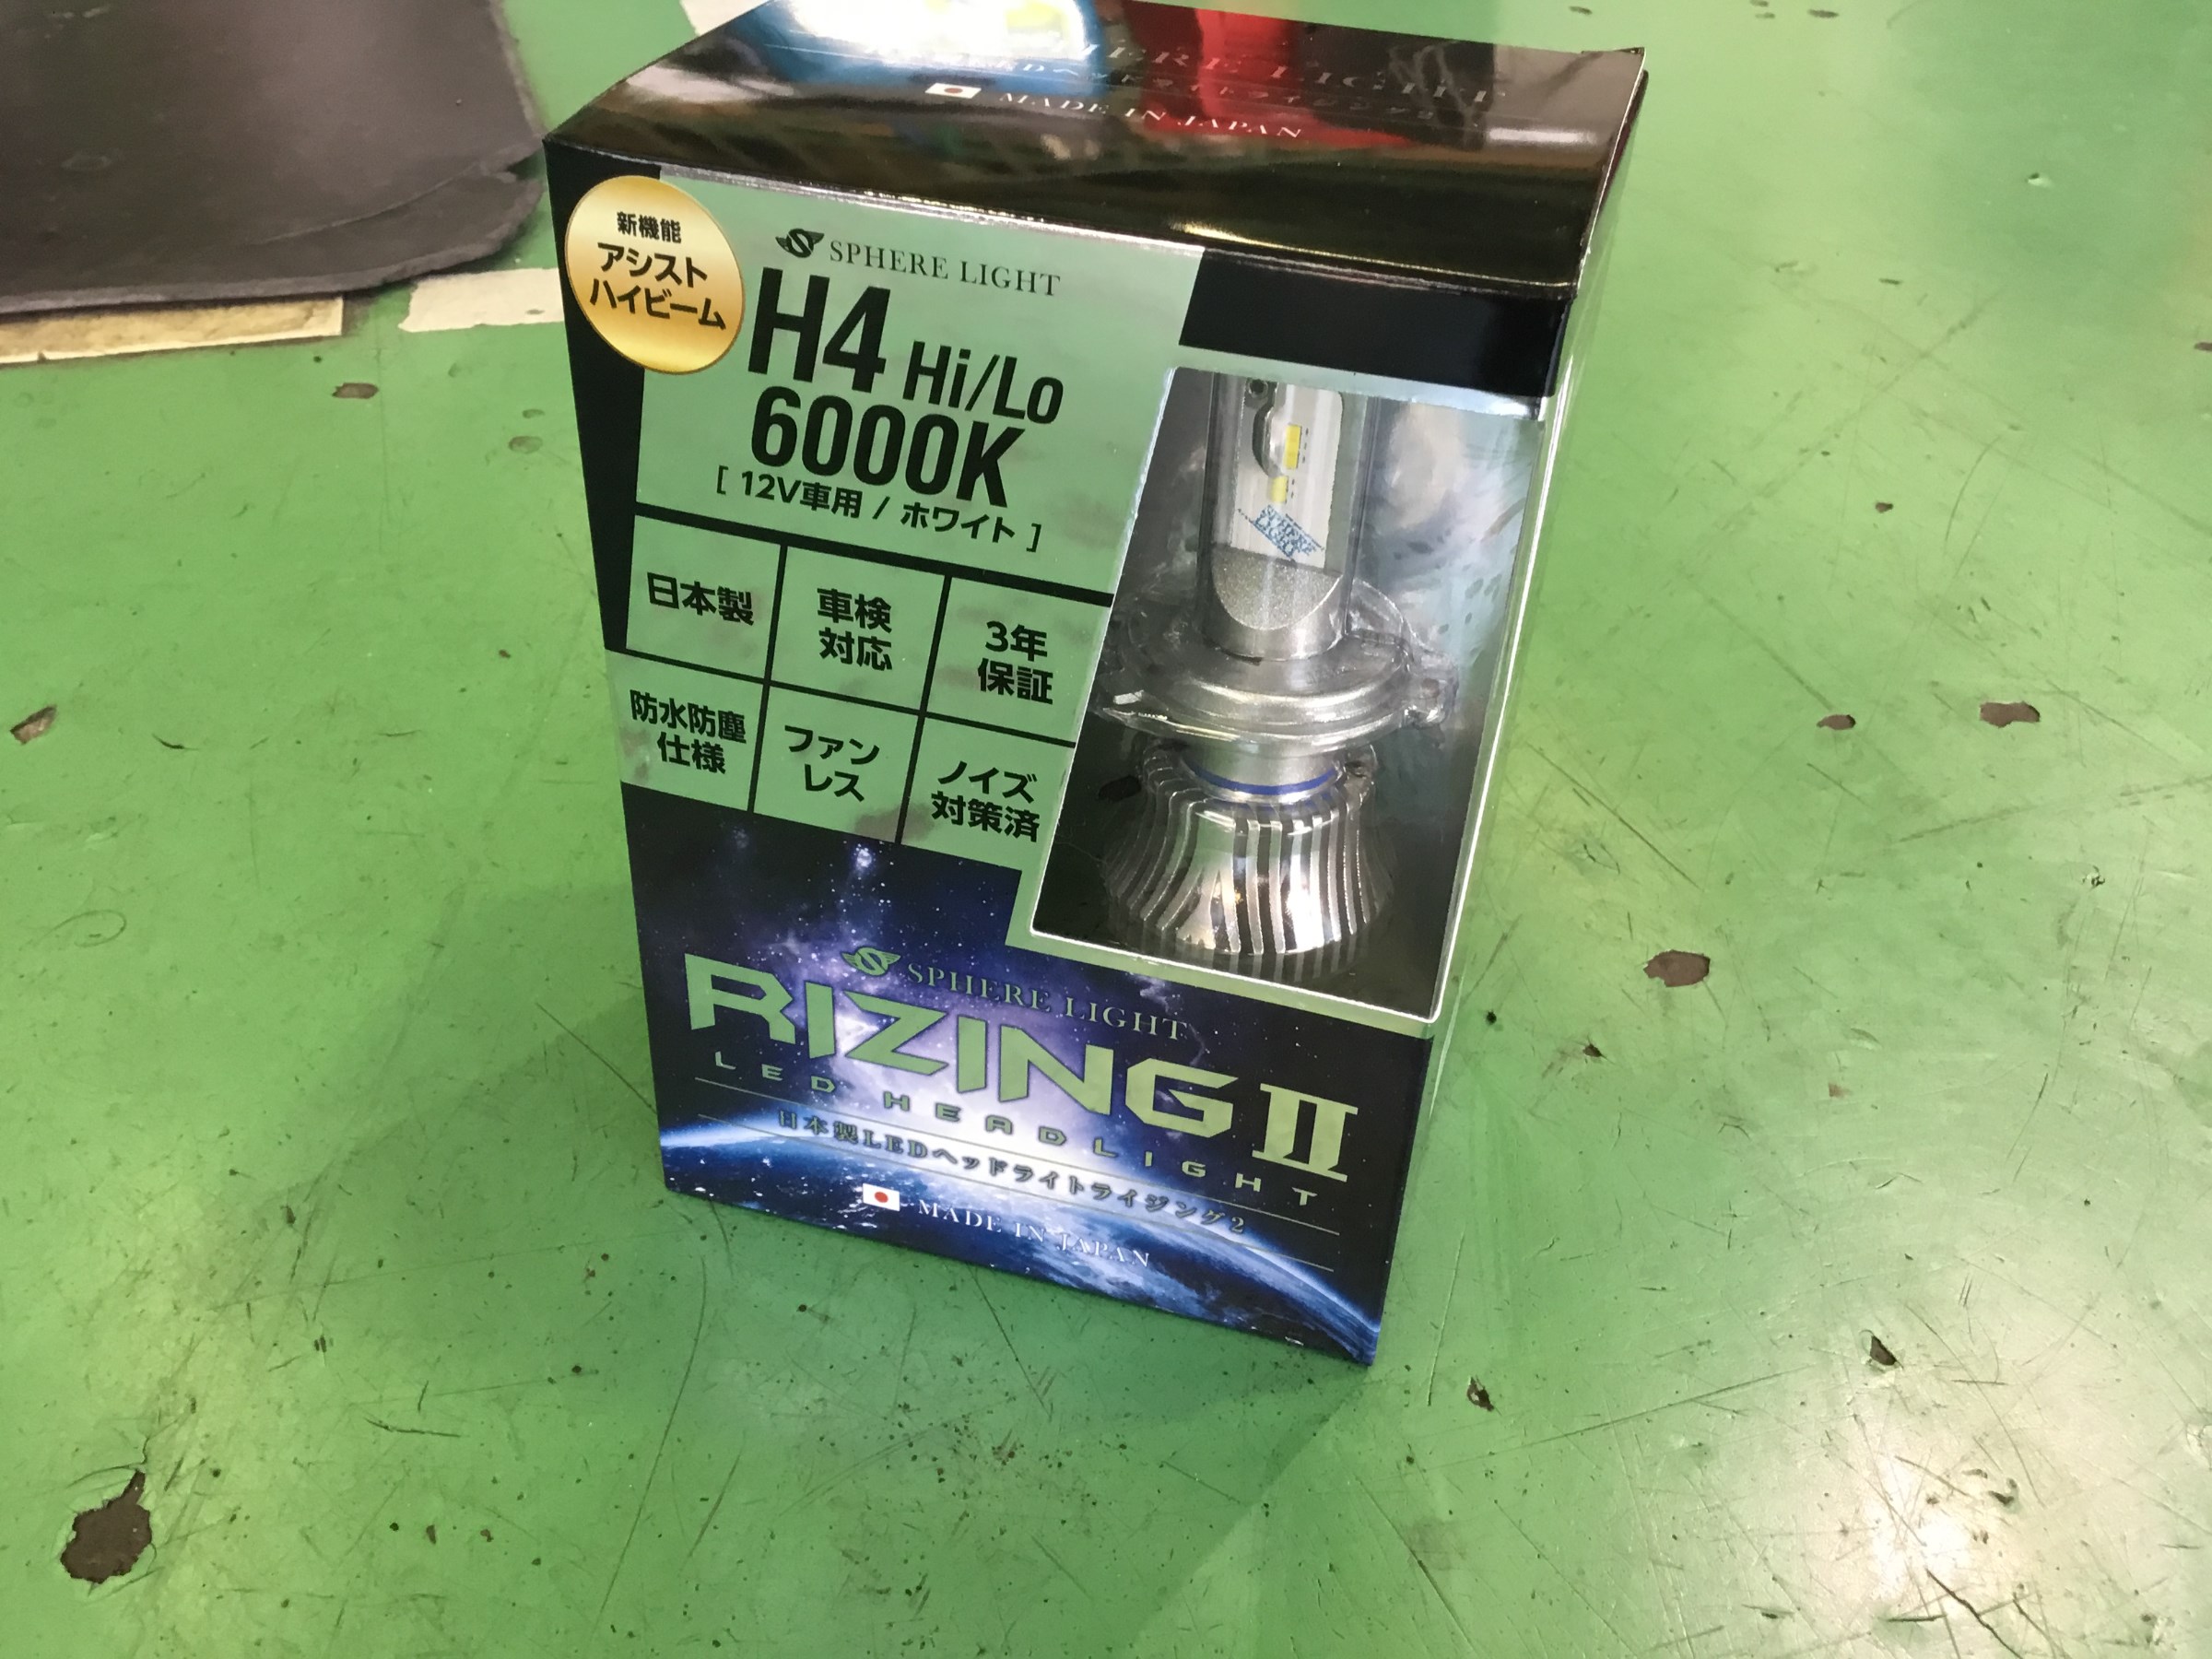 MADE IN JAPAN
新機能
アシスト
ハイビーム
SPHERE LIGHT
H4 Hi/Lo
6000K
[ 12V車用 / ホワイト ]
日本製
車検
対応
3年
保証
防水防塵
仕様
ファン
レス
ノイズ
対策済
SPHERE
LIGHT
SPHERE LIGHT
RIZING II
LED HEADLIGHT
日本製LEDヘッドライトライジング2
MADE IN JAPAN